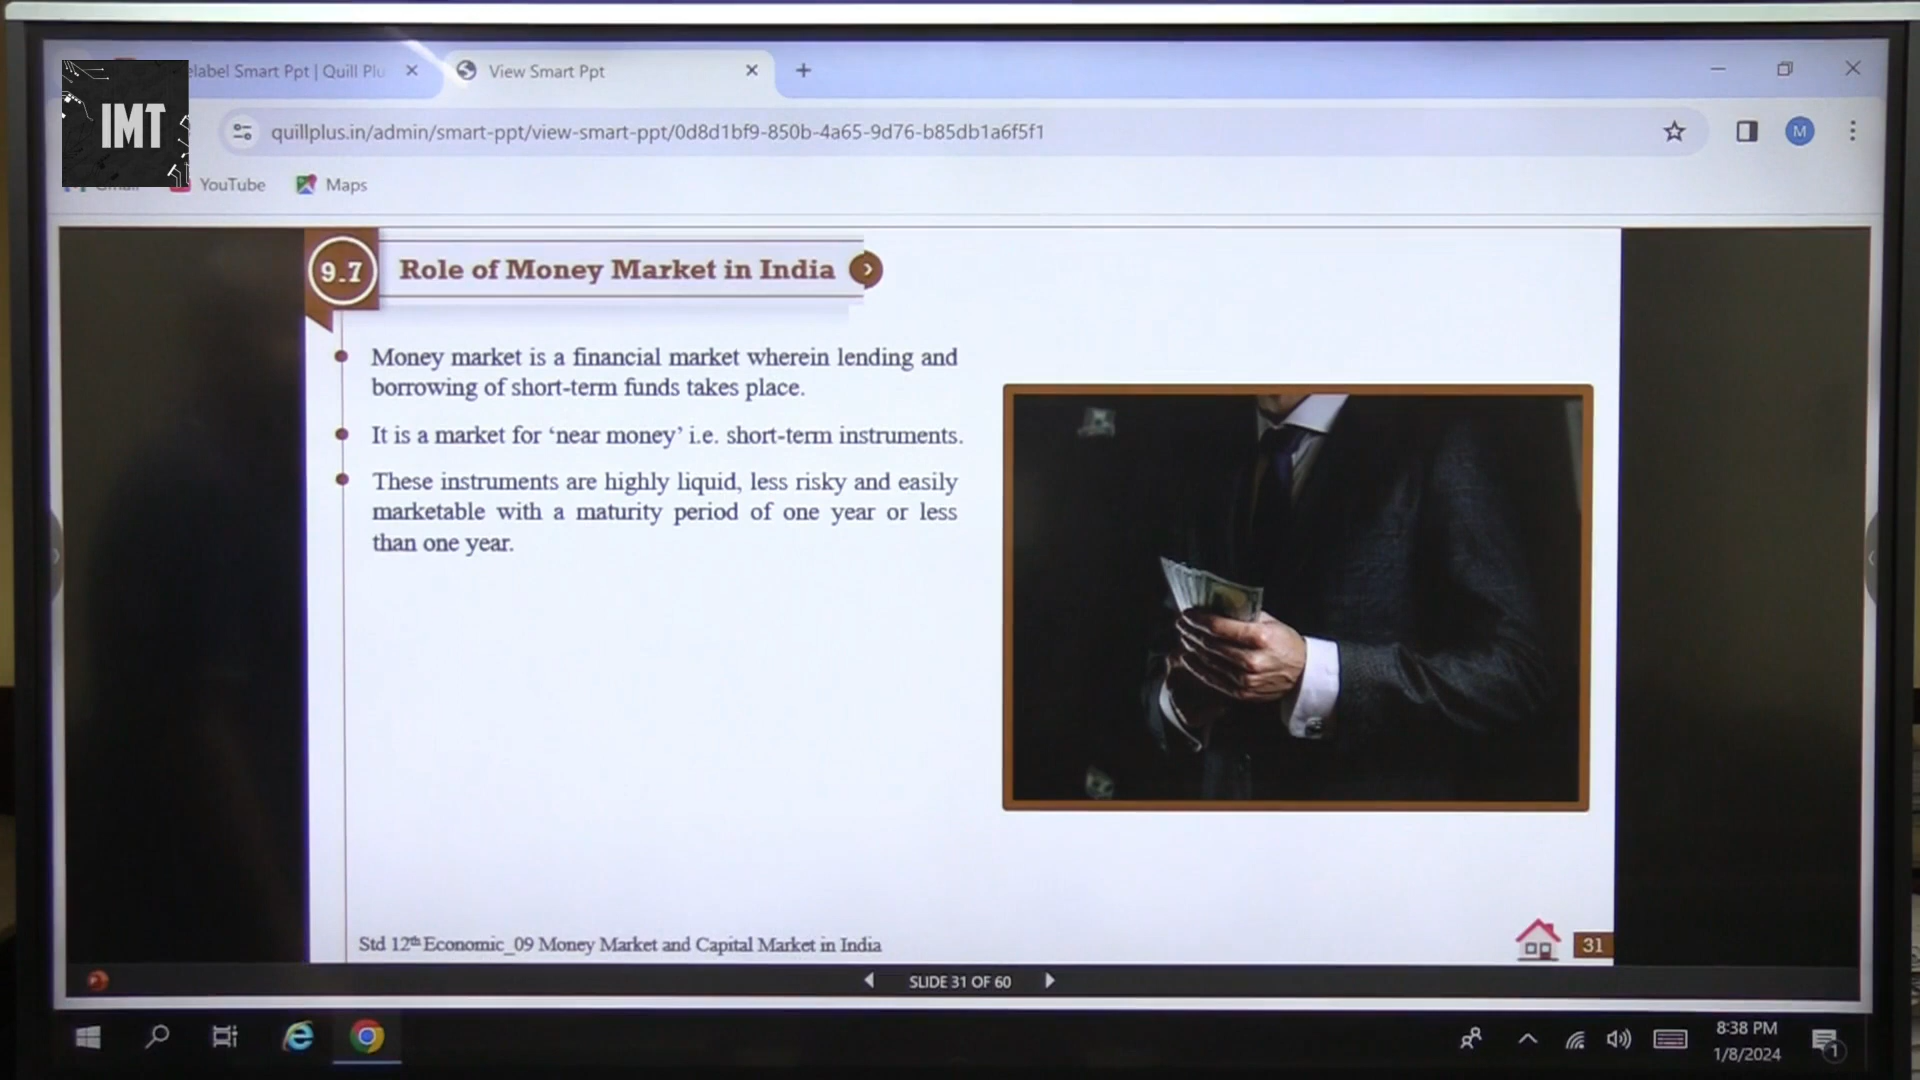 elabel Smart Ppt | Quill Plu
View Smart Ppt
IMT
quillplus.in/admin/smart-ppt/view-smart-ppt/0d8d1bf9-850b-4a65-9d76-b85db1a6f5f1
M
Gmail
YouTube
Maps
9.7
Role of Money Market in India
Money market is a financial market wherein lending and
borrowing of short-term funds takes place.
It is a market for ‘near money’ i.e. short-term instruments.
These instruments are highly liquid, less risky and easily
marketable with a maturity period of one year or less
than one year.
Std 12th Economic_09 Money Market and Capital Market in India
31
SLIDE 31 OF 60
8:38 PM
1/8/2024
1